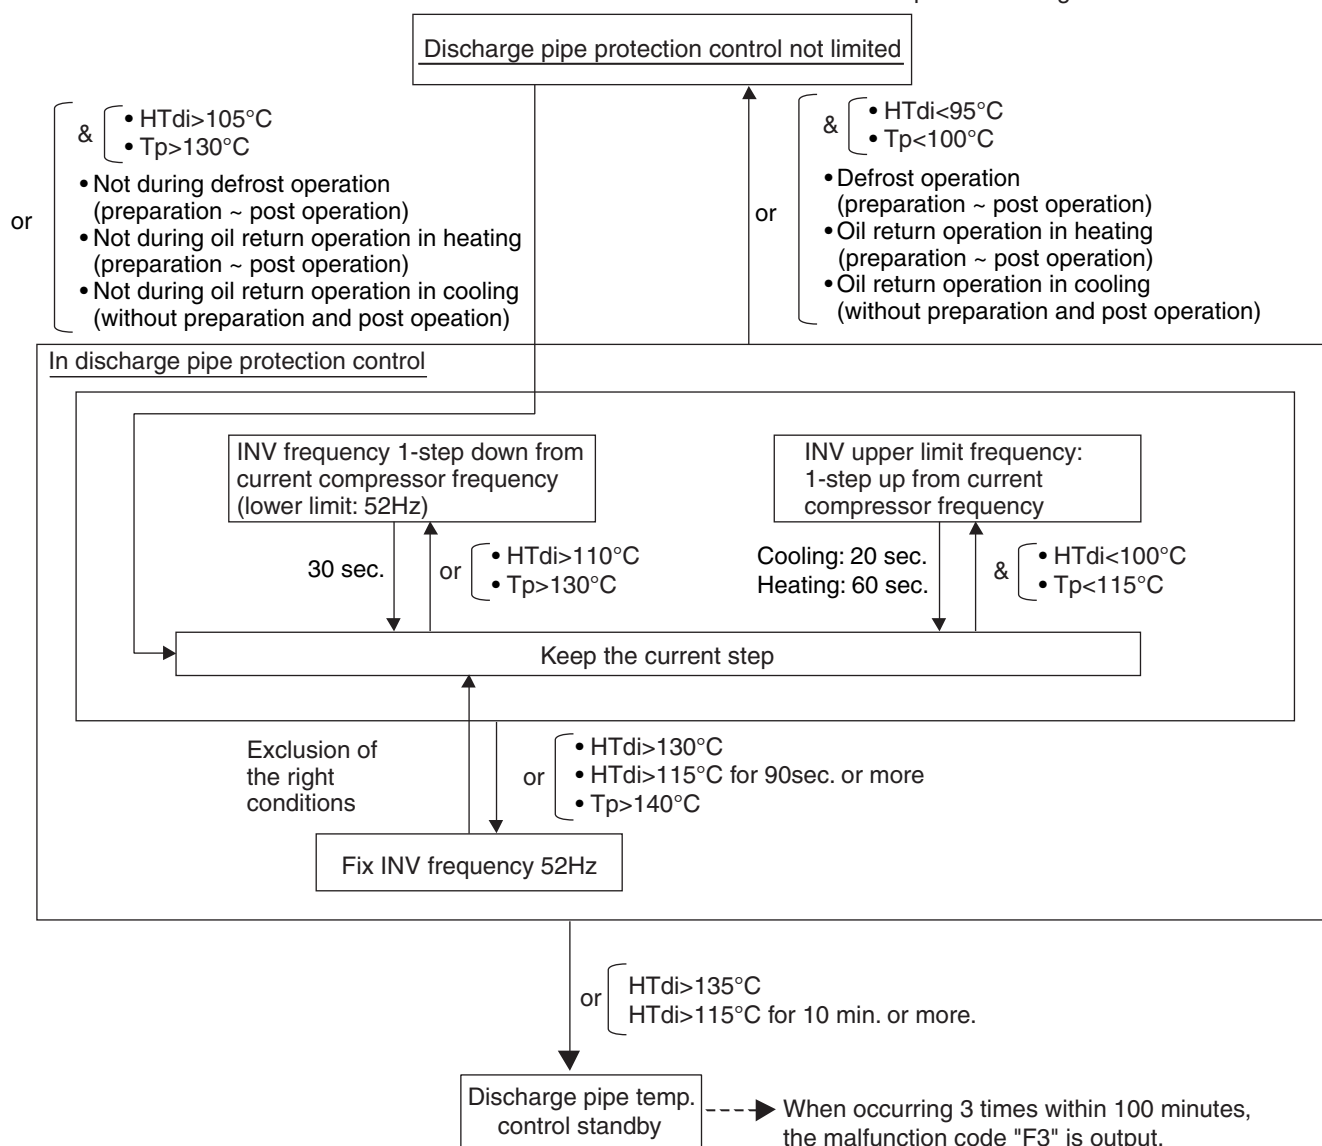 Discharge pipe protection control not limited
or
& • HTdi>105°C
• Tp>130°C
• Not during defrost operation
(preparation ~ post operation)
• Not during oil return operation in heating
(preparation ~ post operation)
• Not during oil return operation in cooling
(without preparation and post opeation)
or
& • HTdi<95°C
• Tp<100°C
• Defrost operation
(preparation ~ post operation)
• Oil return operation in heating
(preparation ~ post operation)
• Oil return operation in cooling
(without preparation and post operation)
In discharge pipe protection control
INV frequency 1-step down from
current compressor frequency
(lower limit: 52Hz)
INV upper limit frequency:
1-step up from current
compressor frequency
30 sec.
or • HTdi>110°C
• Tp>130°C
Cooling: 20 sec.
Heating: 60 sec.
& • HTdi<100°C
• Tp<115°C
Keep the current step
Exclusion of
the right
conditions
or • HTdi>130°C
• HTdi>115°C for 90sec. or more
• Tp>140°C
Fix INV frequency 52Hz
or HTdi>135°C
HTdi>115°C for 10 min. or more.
Discharge pipe temp.
control standby
When occurring 3 times within 100 minutes,
the malfunction code "F3" is output.